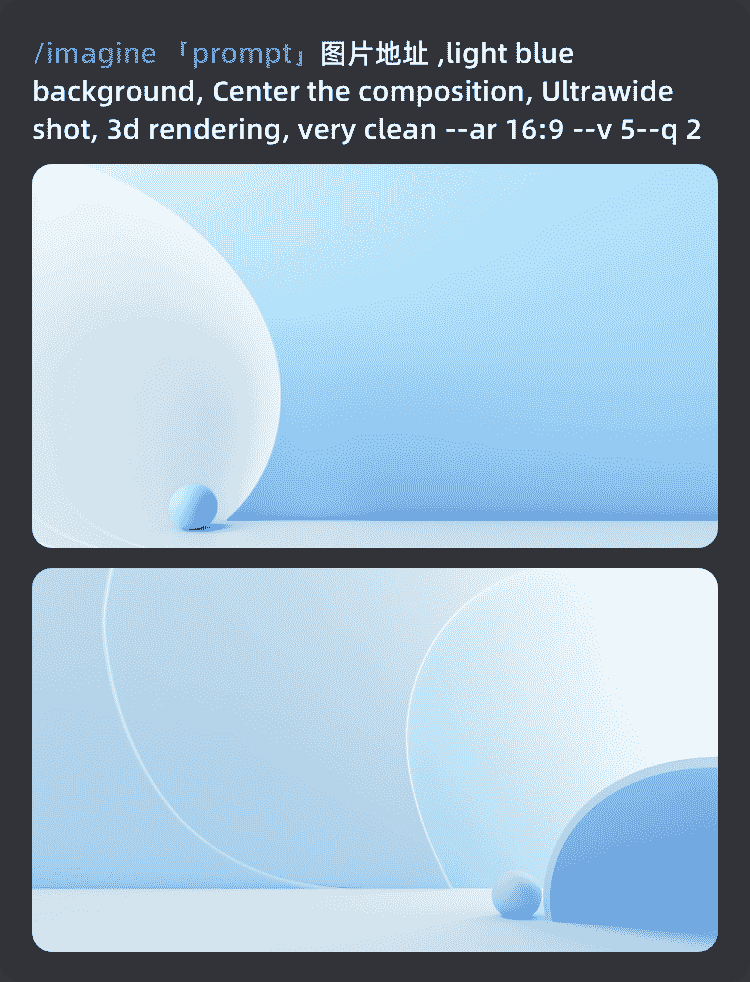 /imagine 「prompt」图片地址 ,light blue
background, Center the composition, Ultrawide
shot, 3d rendering, very clean --ar 16:9 --v 5--q 2